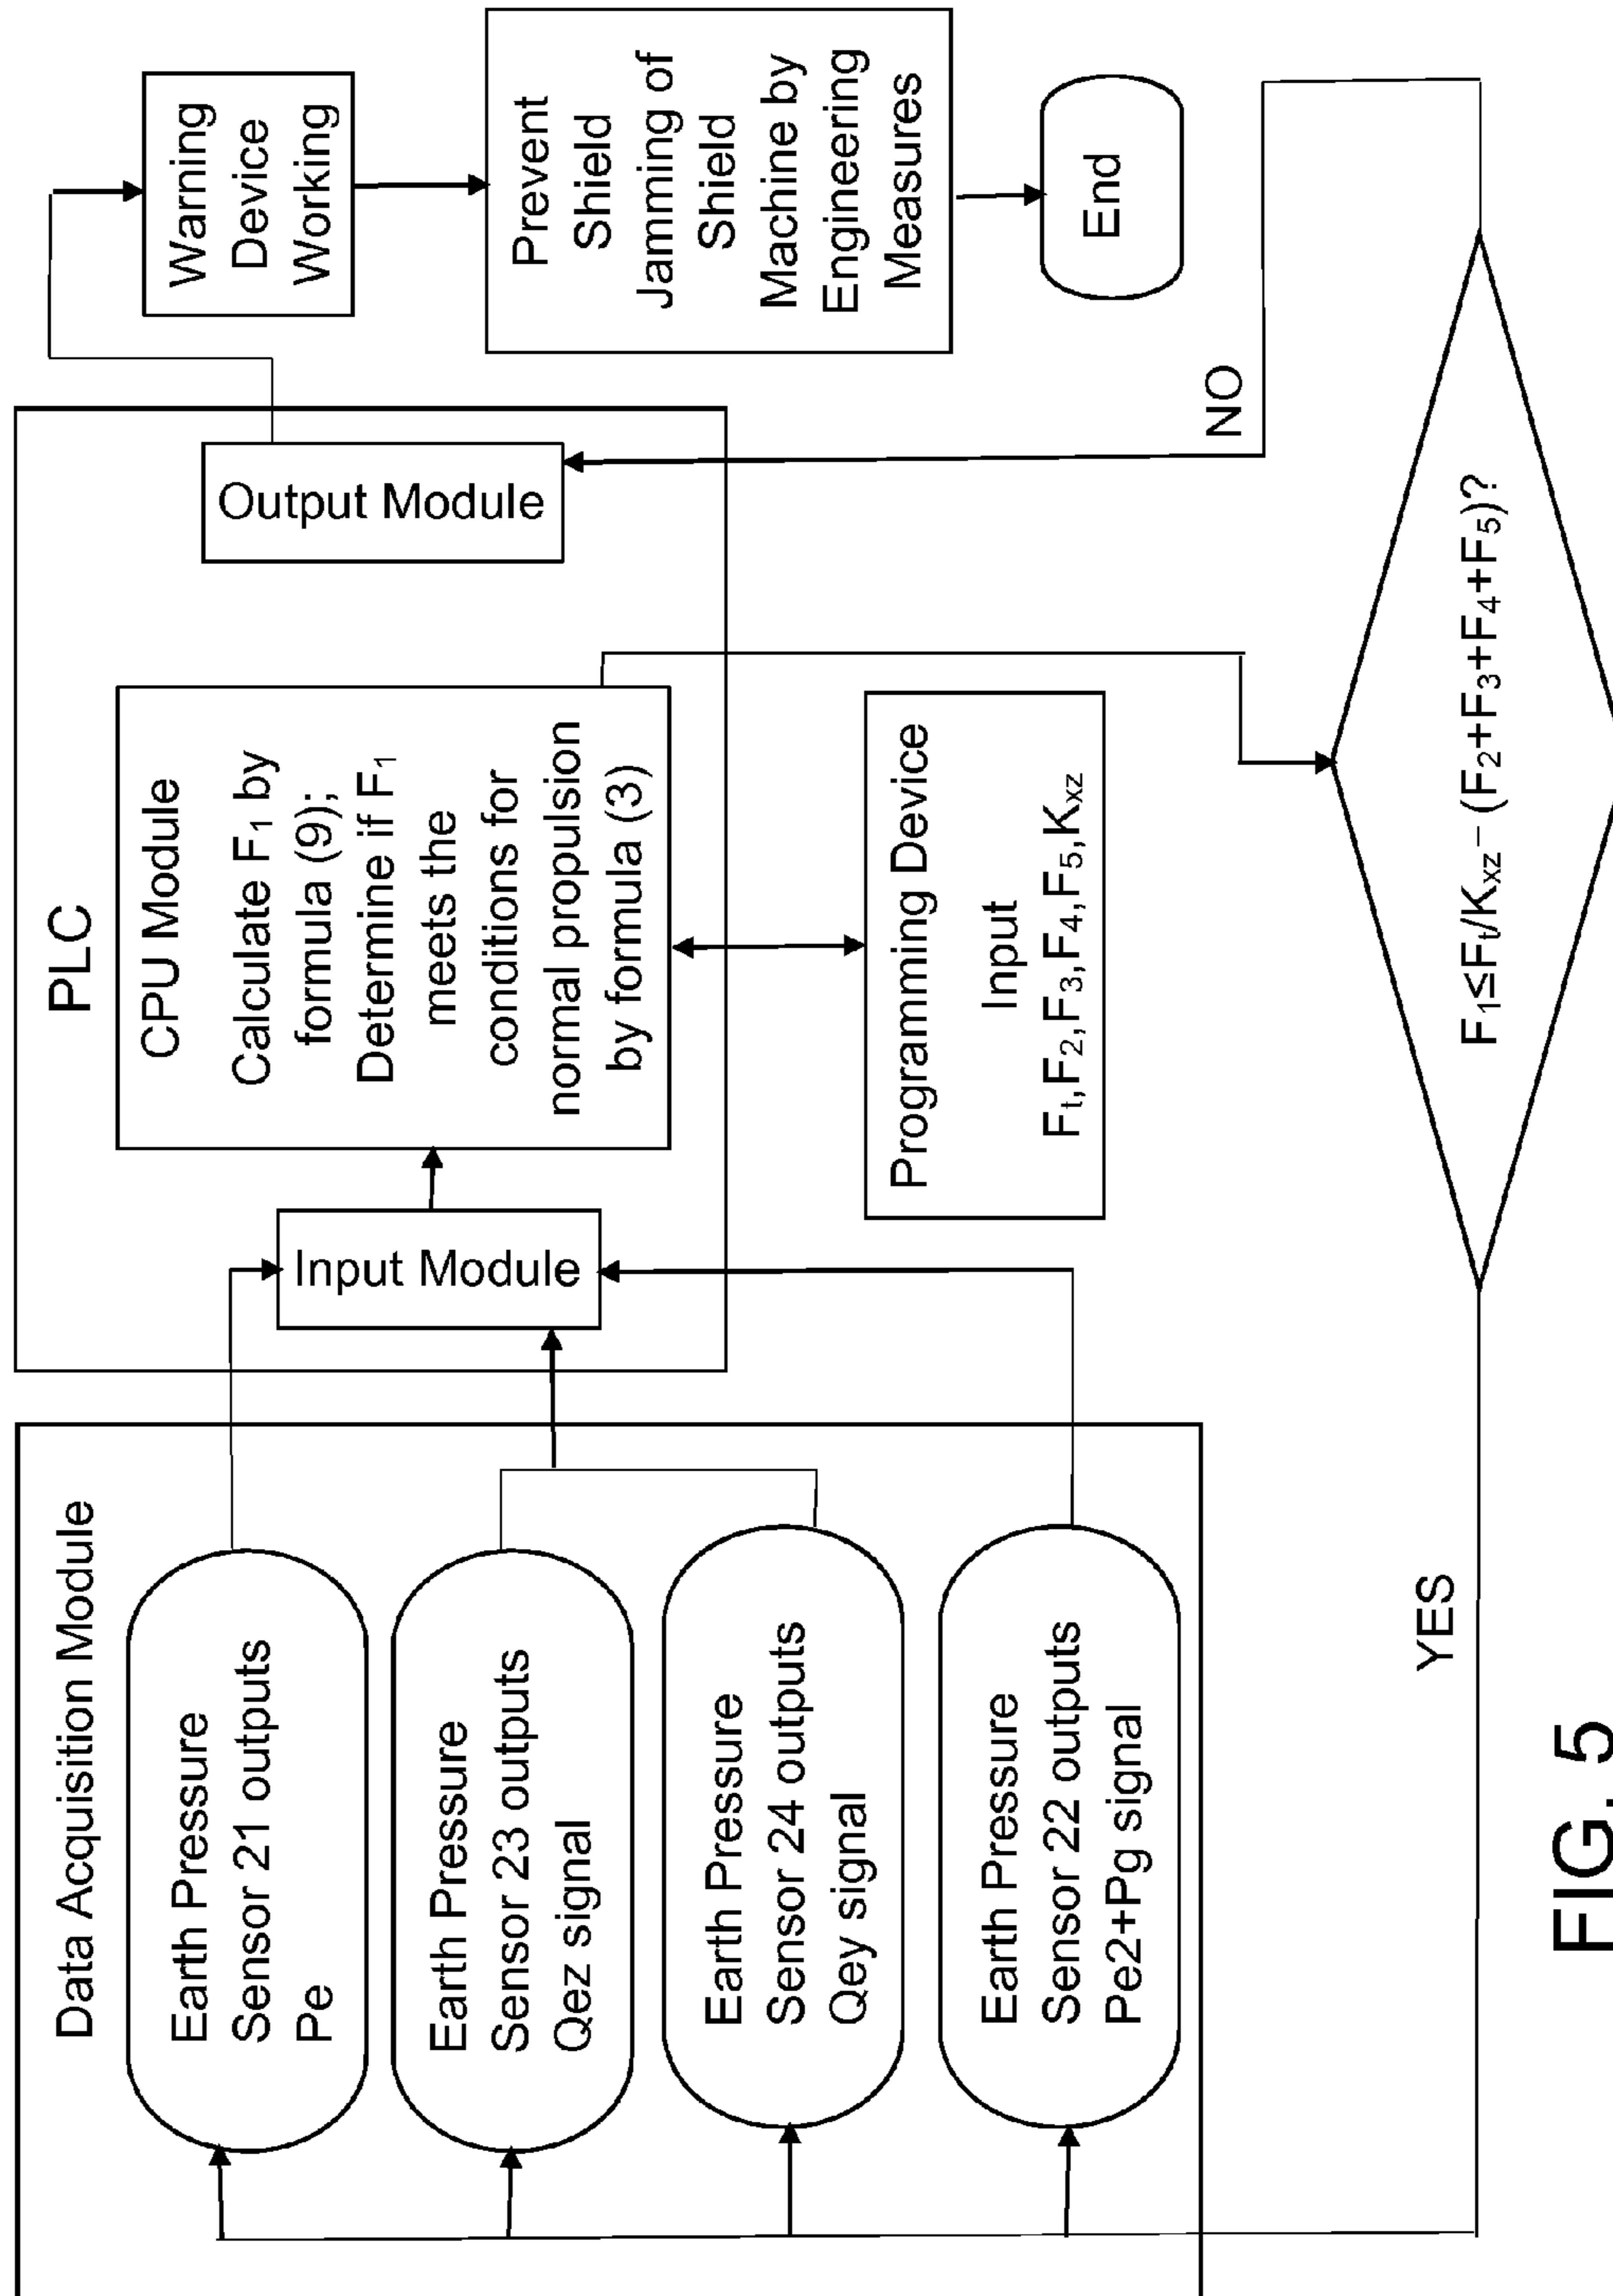 Data Acquisition Module
Earth Pressure
Sensor 21 outputs
Pe
Earth Pressure
Sensor 23 outputs
Qez signal
Earth Pressure
Sensor 24 outputs
Qey signal
Earth Pressure
Sensor 22 outputs
Pe2+Pg signal
PLC
Input Module
CPU Module
Calculate F₁ by
formula (9);
Determine if F₁
meets the
conditions for
normal propulsion
by formula (3)
Output Module
Programming Device
Input
Fₜ,F₂,F₃,F₄,F₅,Kxz
Warning
Device
Working
Prevent
Shield
Jamming of
Shield
Machine by
Engineering
Measures
End
NO
F₁≤Fₜ/Kxz–(F₂+F₃+F₄+F₅)?
YES
FIG. 5